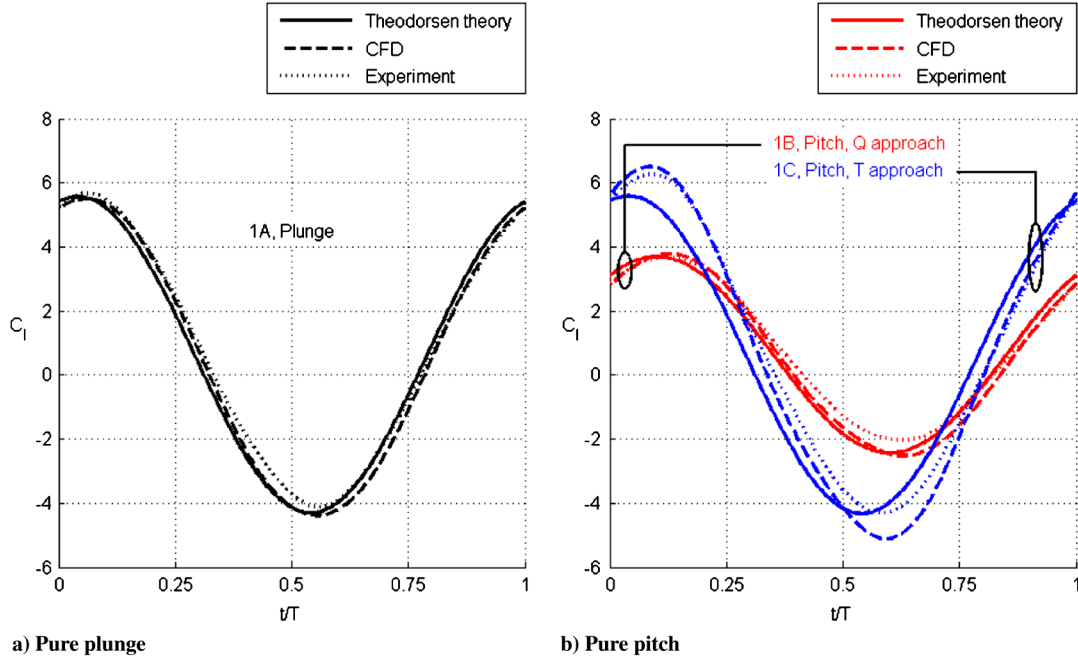 Theodorsen theory
CFD
Experiment
Theodorsen theory
CFD
Experiment
8
6
4
2
0
-2
-4
-6
C_l
1A, Plunge
0
0.25
0.5
0.75
1
t/T
a) Pure plunge
8
6
4
2
0
-2
-4
-6
C_l
1B, Pitch, Q approach
1C, Pitch, T approach
0
0.25
0.5
0.75
1
t/T
b) Pure pitch